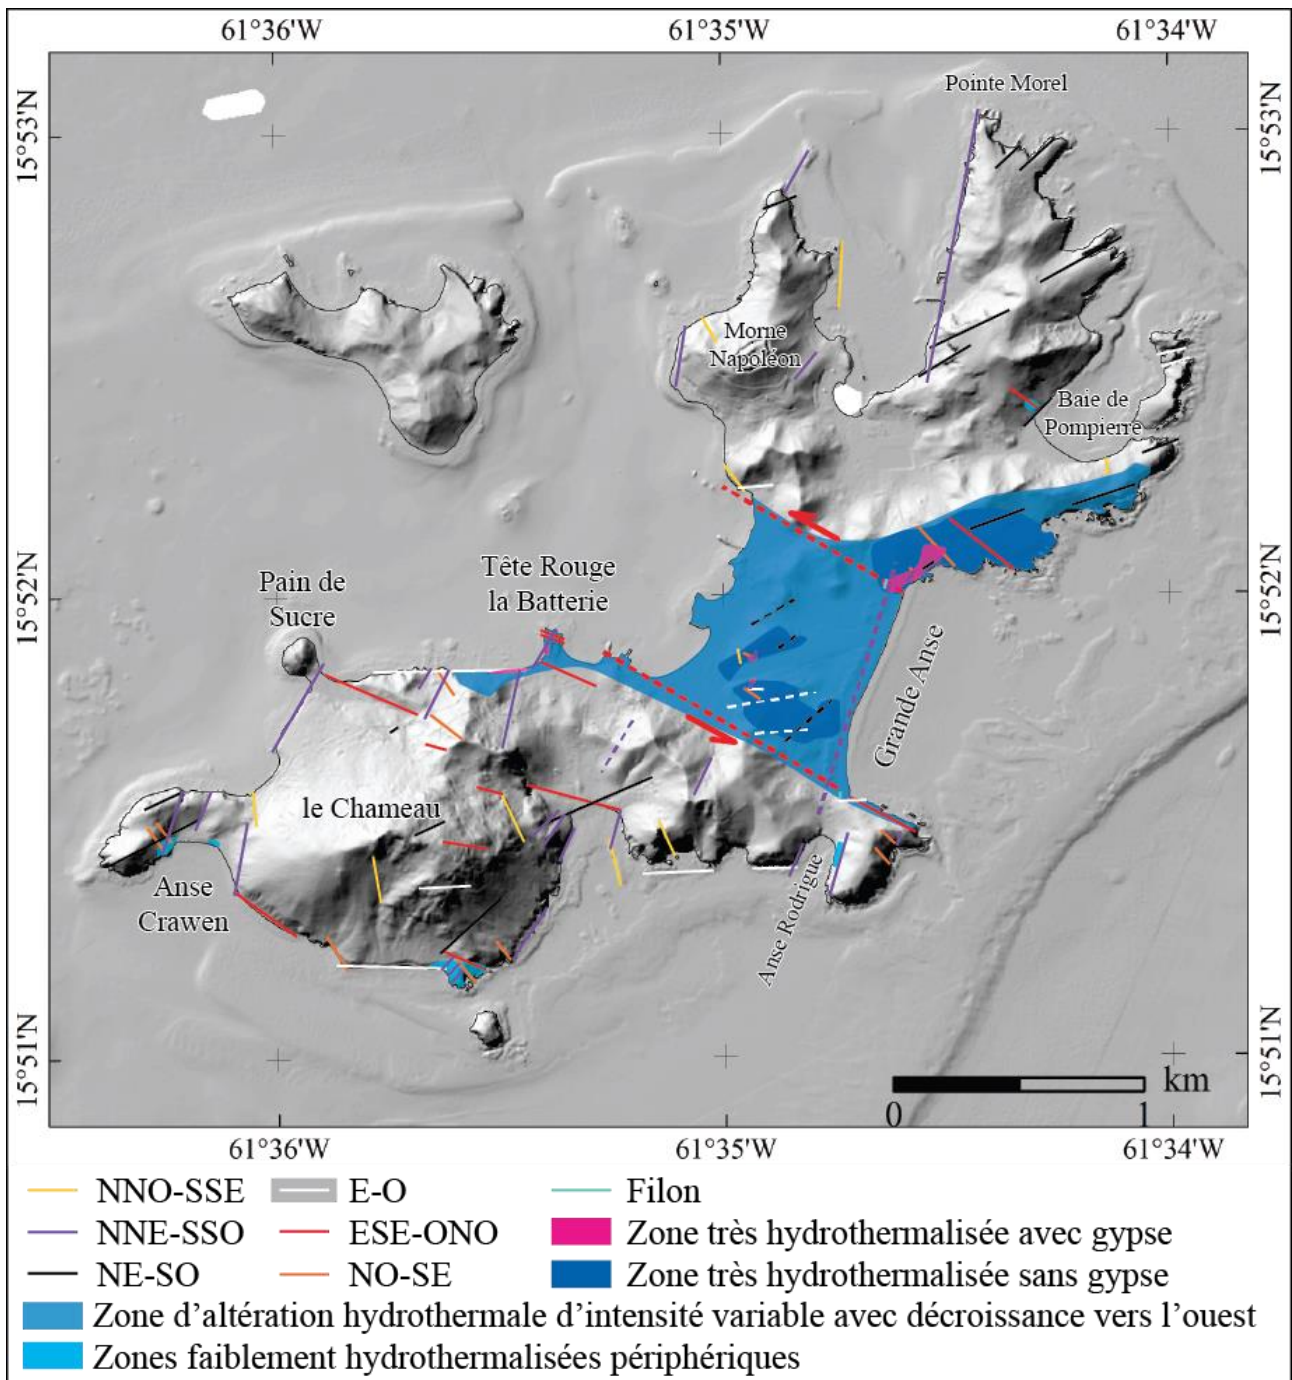 61°36'W
61°35'W
61°34'W
15°53'N
15°53'N
Pointe Morel
Morne
Napoléon
Baie de
Pompierre
15°52'N
15°52'N
Pain de
Sucre
Tête Rouge
la Batterie
Grande Anse
le Chameau
Anse
Crawen
Anse Rodrigue
15°51'N
15°51'N
km
0
1
61°36'W
61°35'W
61°34'W
NNO-SSE
E-O
Filon
NNE-SSO
ESE-ONO
Zone très hydrothermalisée avec gypse
NE-SO
NO-SE
Zone très hydrothermalisée sans gypse
Zone d'altération hydrothermale d'intensité variable avec décroissance vers l'ouest
Zones faiblement hydrothermalisées périphériques